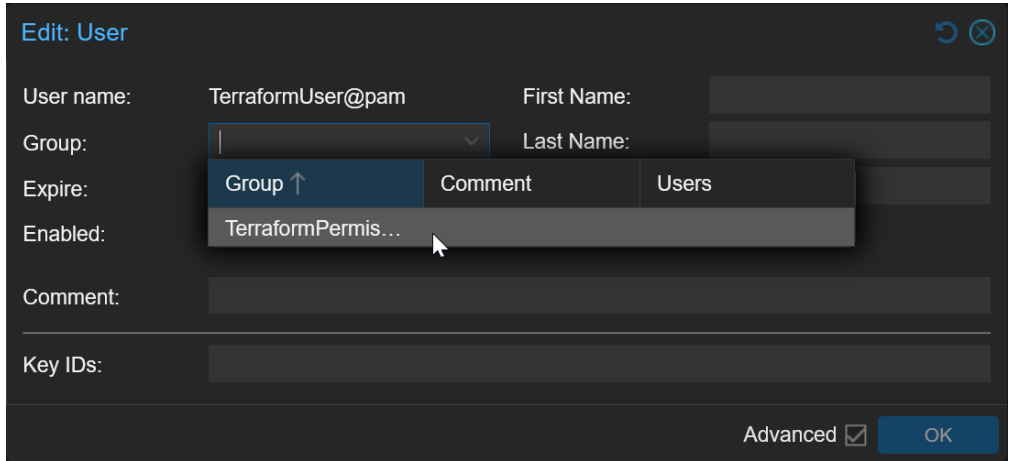 Edit: User
User name: TerraformUser@pam First Name:
Group: Last Name:
Group Comment Users
Expire:
TerraformPermis...
Enabled:
Comment:
Key IDs:
Advanced OK